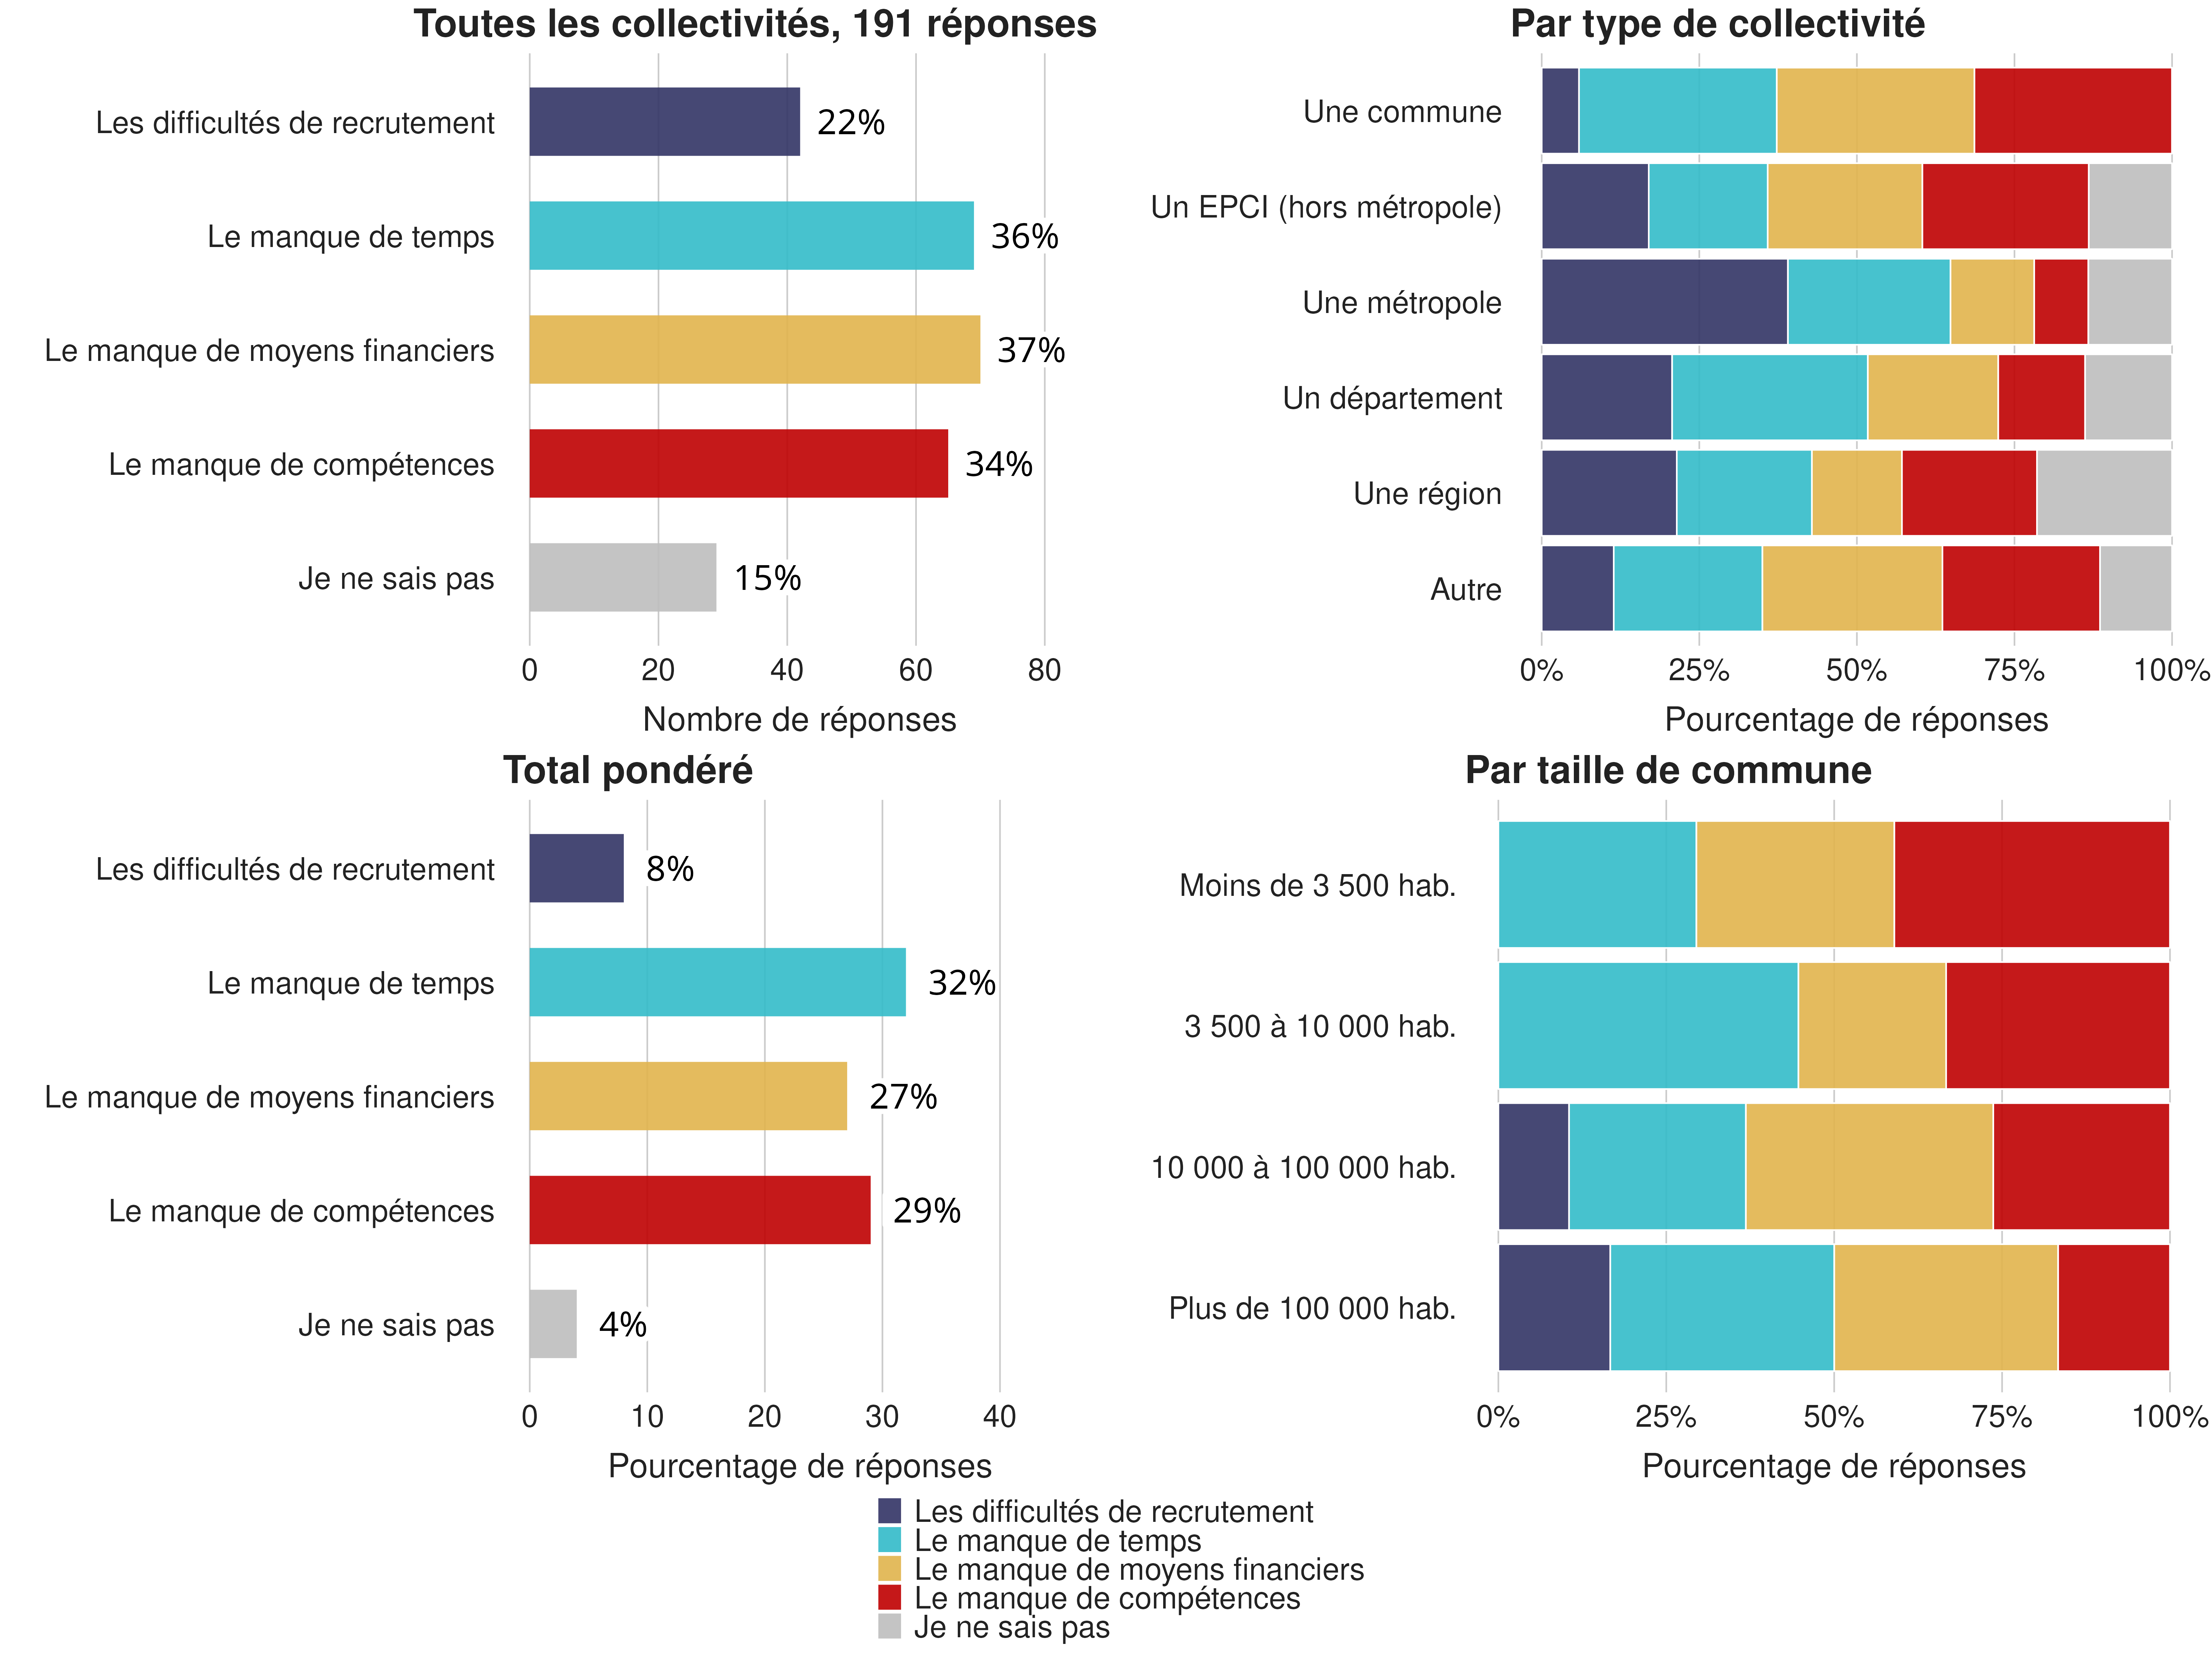 Toutes les collectivités, 191 réponses
Les difficultés de recrutement
22%
Le manque de temps
36%
Le manque de moyens financiers
37%
Le manque de compétences
34%
Je ne sais pas
15%
0 20 40 60 80
Nombre de réponses
Par type de collectivité
Une commune
Un EPCI (hors métropole)
Une métropole
Un département
Une région
Autre
0% 25% 50% 75% 100%
Pourcentage de réponses
Total pondéré
Les difficultés de recrutement
8%
Le manque de temps
32%
Le manque de moyens financiers
27%
Le manque de compétences
29%
Je ne sais pas
4%
0 10 20 30 40
Pourcentage de réponses
Par taille de commune
Moins de 3 500 hab.
3 500 à 10 000 hab.
10 000 à 100 000 hab.
Plus de 100 000 hab.
0% 25% 50% 75% 100%
Pourcentage de réponses
Les difficultés de recrutement
Le manque de temps
Le manque de moyens financiers
Le manque de compétences
Je ne sais pas